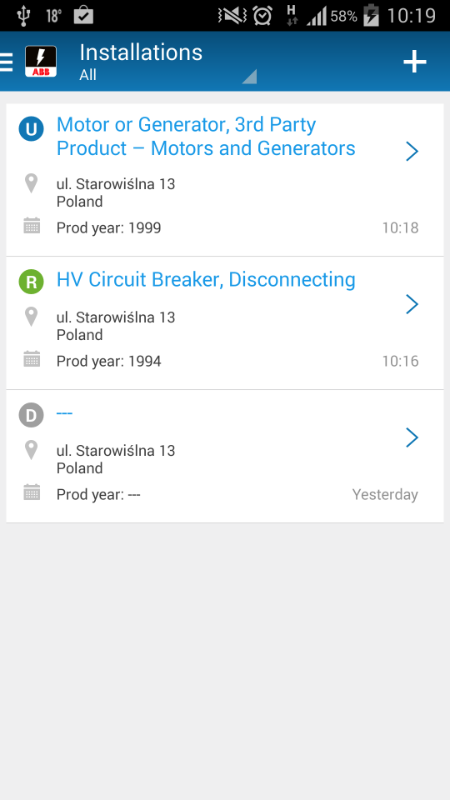 18° H 58% 10:19
ABB
Installations
All
U
Motor or Generator, 3rd Party
Product – Motors and Generators
ul. Starowiślna 13
Poland
Prod year: 1999 10:18
R
HV Circuit Breaker, Disconnecting
ul. Starowiślna 13
Poland
Prod year: 1994 10:16
D
---
ul. Starowiślna 13
Poland
Prod year: --- Yesterday